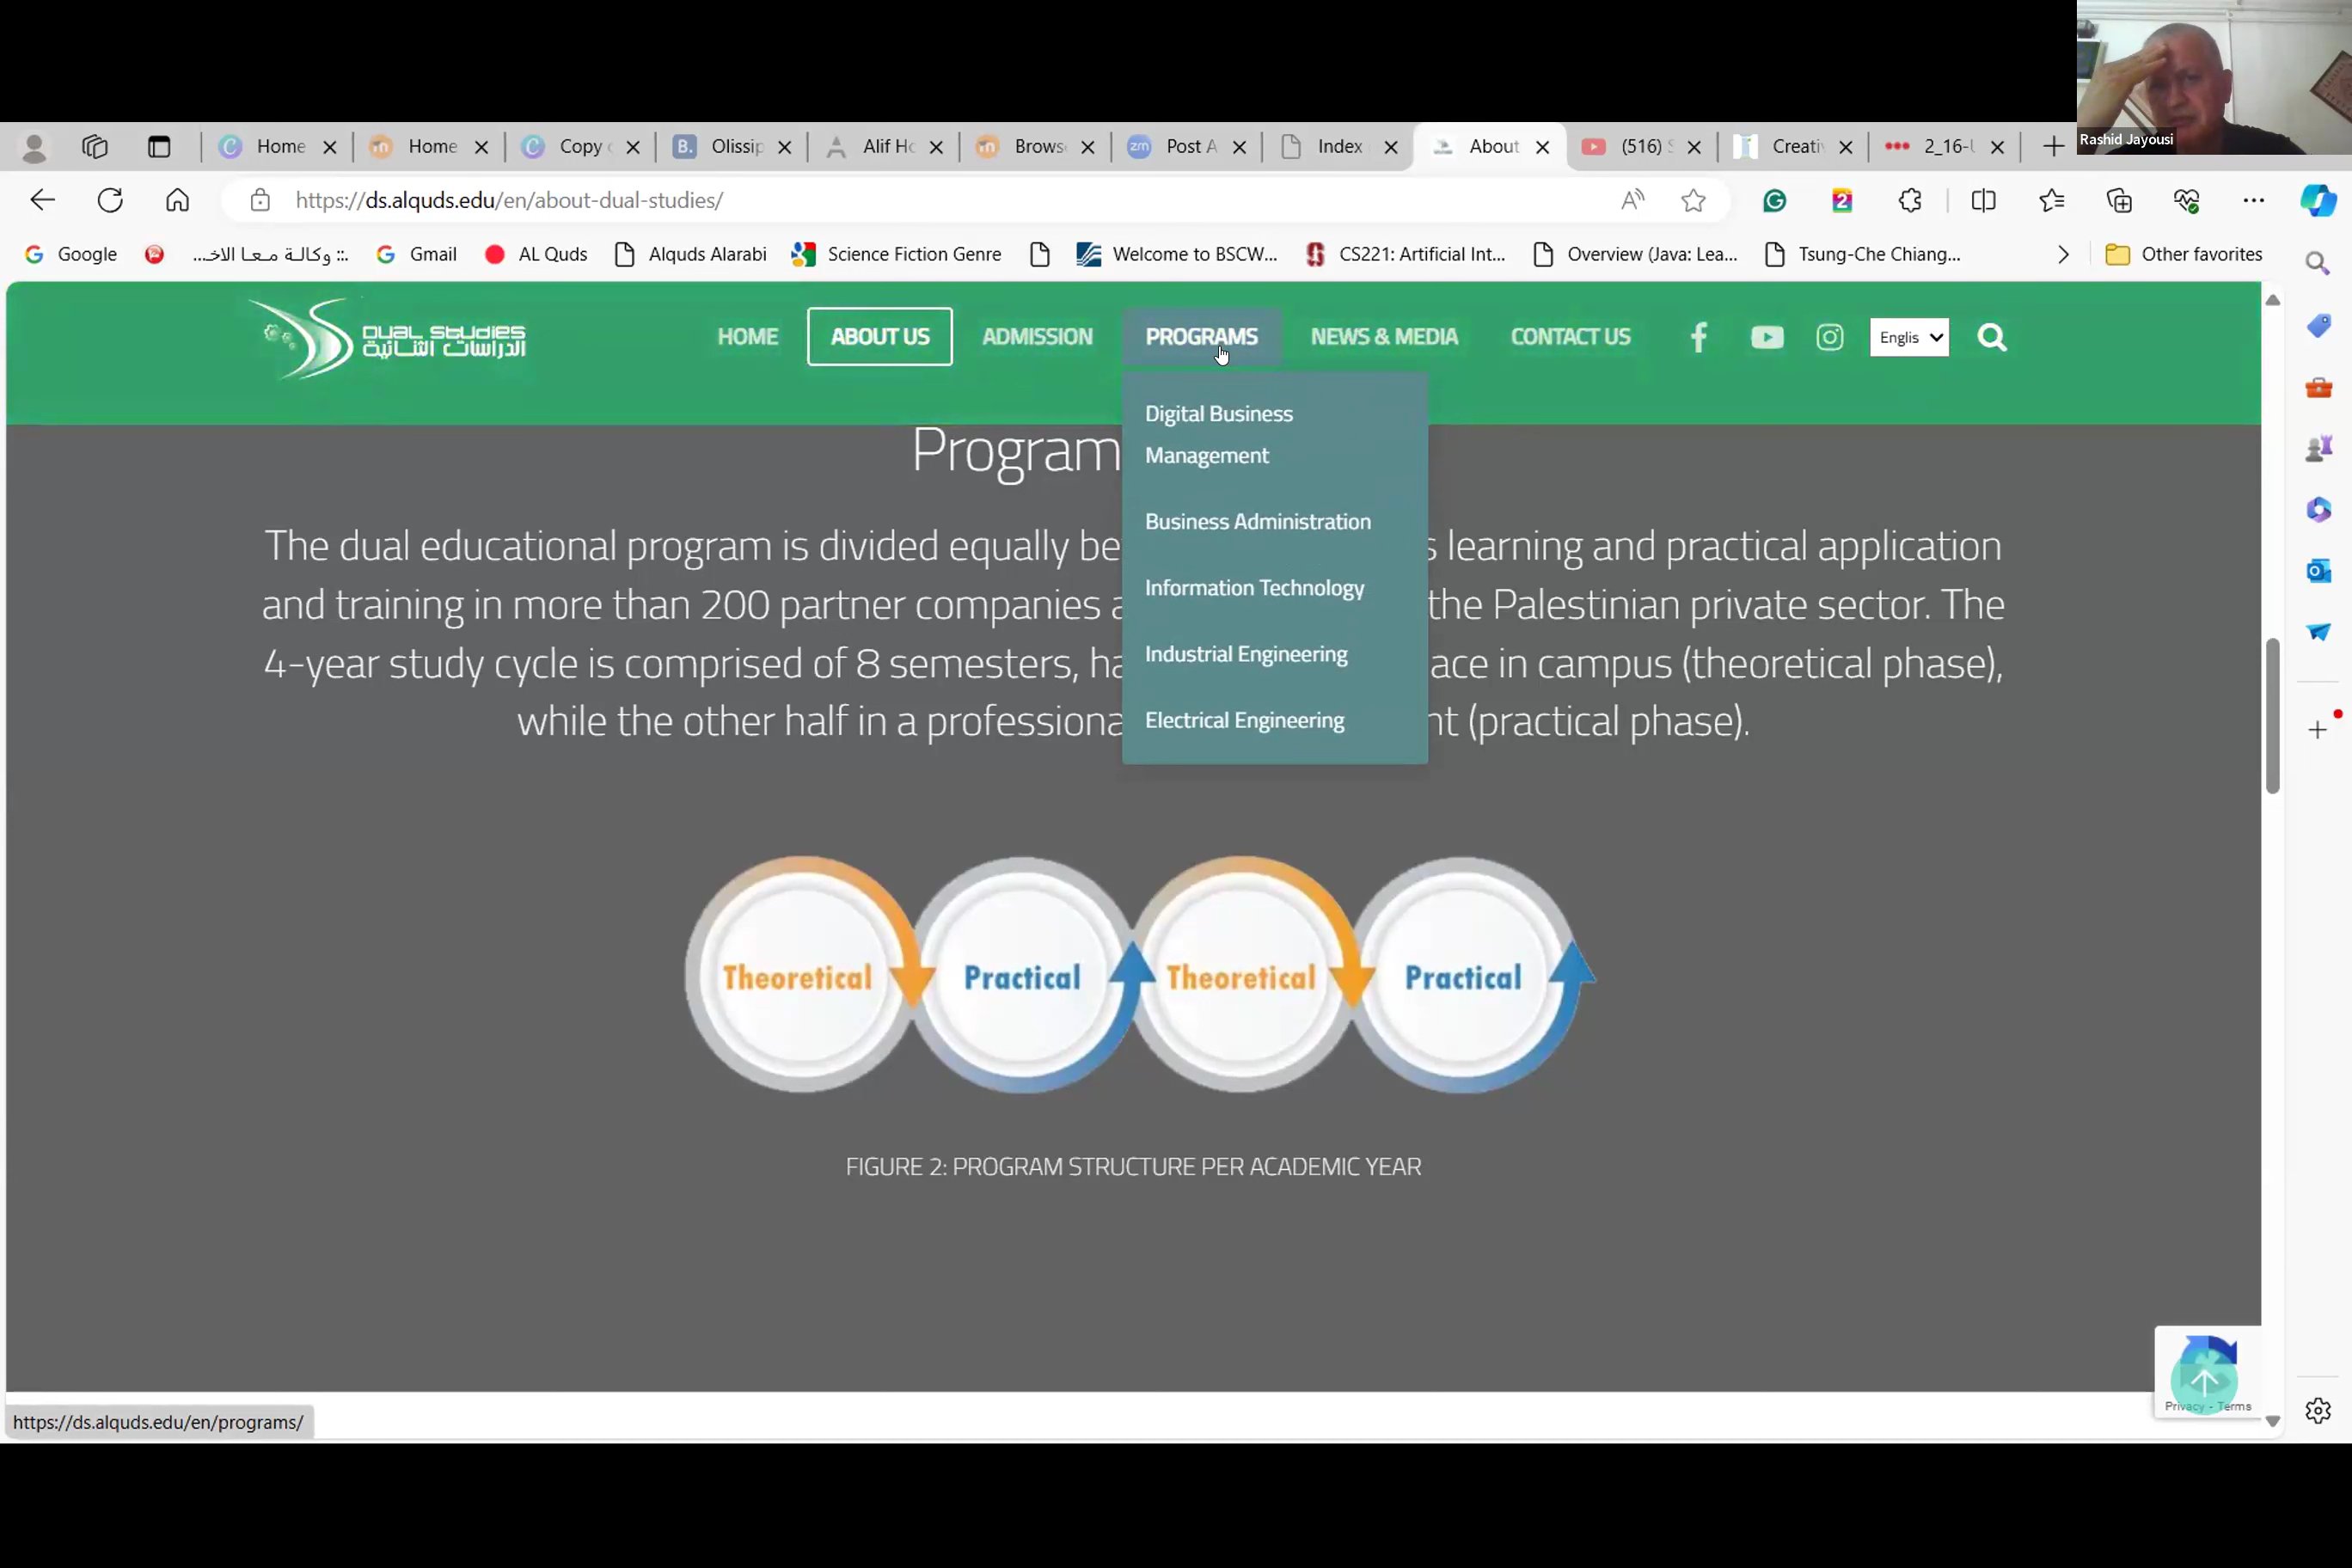 Rashid Jayousi
Home
Home
Copy
Olissip
Alif Ho
Brows
zm
Post A
Index
About
(516)
Creati
2_16-
https://ds.alquds.edu/en/about-dual-studies/
Google
وكالة معا الاخ...
Gmail
AL Quds
Alquds Alarabi
Science Fiction Genre
Welcome to BSCW...
CS221: Artificial Int...
Overview (Java: Lea...
Tsung-Che Chiang...
Other favorites
DUAL STUDIES
الدراسات الثنائية
HOME
ABOUT US
ADMISSION
PROGRAMS
NEWS & MEDIA
CONTACT US
Englis
Digital Business
Management
Business Administration
Information Technology
Industrial Engineering
Electrical Engineering
Program
The dual educational program is divided equally be s learning and practical application
and training in more than 200 partner companies a the Palestinian private sector. The
4-year study cycle is comprised of 8 semesters, ha ace in campus (theoretical phase),
while the other half in a professiona nt (practical phase).
Theoretical
Practical
Theoretical
Practical
FIGURE 2: PROGRAM STRUCTURE PER ACADEMIC YEAR
Privacy - Terms
https://ds.alquds.edu/en/programs/